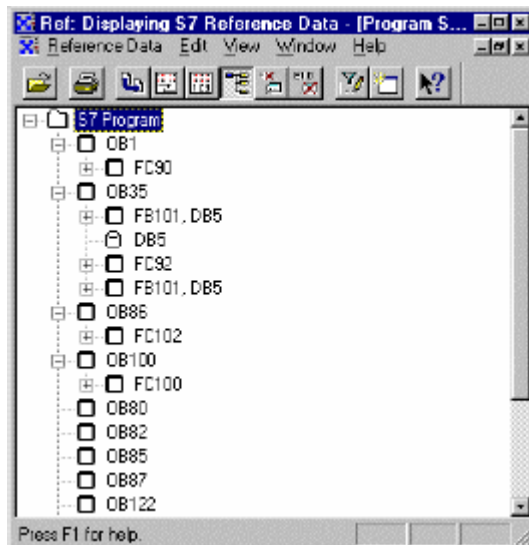 Ref: Displaying S7 Reference Data - [Program S...
Reference Data Edit View Window Help
S7 Program
OB1
FC90
OB35
FB101, DB5
DB5
FC92
FB101, DB5
OB86
FC102
OB100
FC100
OB80
OB82
OB85
OB87
OB122
Press F1 for help.